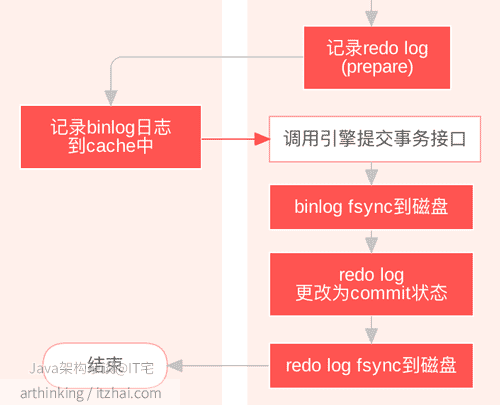 记录redo log
(prepare)
记录binlog日志
到cache中
调用引擎提交事务接口
binlog fsync到磁盘
redo log
更改为commit状态
redo log fsync到磁盘
结束
Java架构杂谈@IT宅
arthinking / itzhai.com